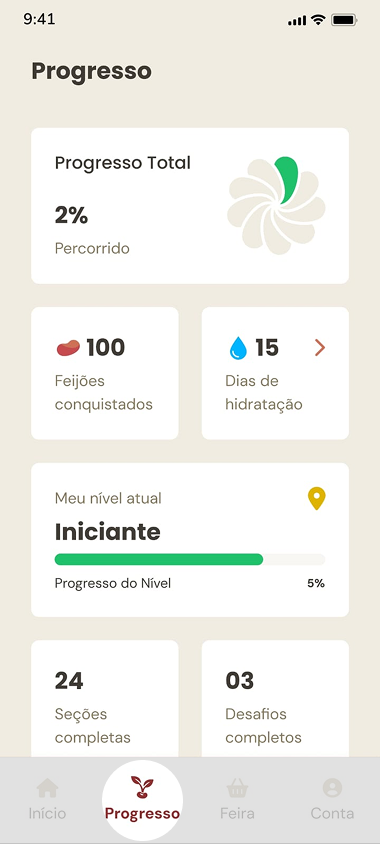 9:41
Progresso
Progresso Total
2%
Percorrido
100
Feijões
conquistados
15
Dias de
hidratação
Meu nível atual
Iniciante
Progresso do Nível
5%
24
Seções
completas
03
Desafios
completos
Início
Progresso
Feira
Conta